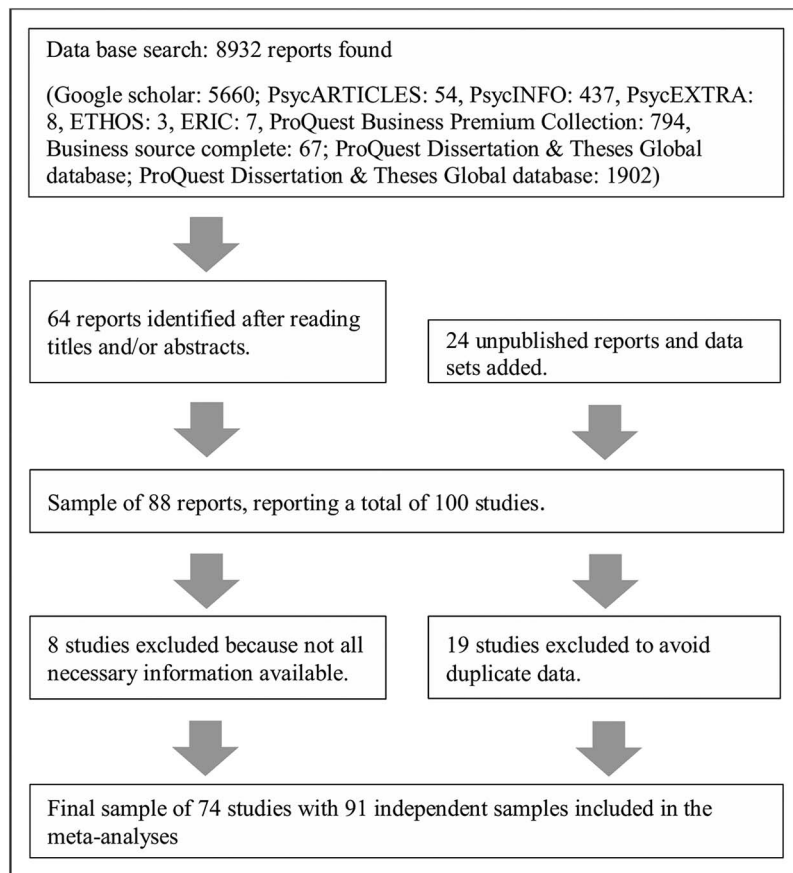 Data base search: 8932 reports found
(Google scholar: 5660; PsycARTICLES: 54, PsycINFO: 437, PsycEXTRA:
8, ETHOS: 3, ERIC: 7, ProQuest Business Premium Collection: 794,
Business source complete: 67; ProQuest Dissertation & Theses Global
database; ProQuest Dissertation & Theses Global database: 1902)
64 reports identified after reading
titles and/or abstracts.
24 unpublished reports and data
sets added.
Sample of 88 reports, reporting a total of 100 studies.
8 studies excluded because not all
necessary information available.
19 studies excluded to avoid
duplicate data.
Final sample of 74 studies with 91 independent samples included in the
meta-analyses